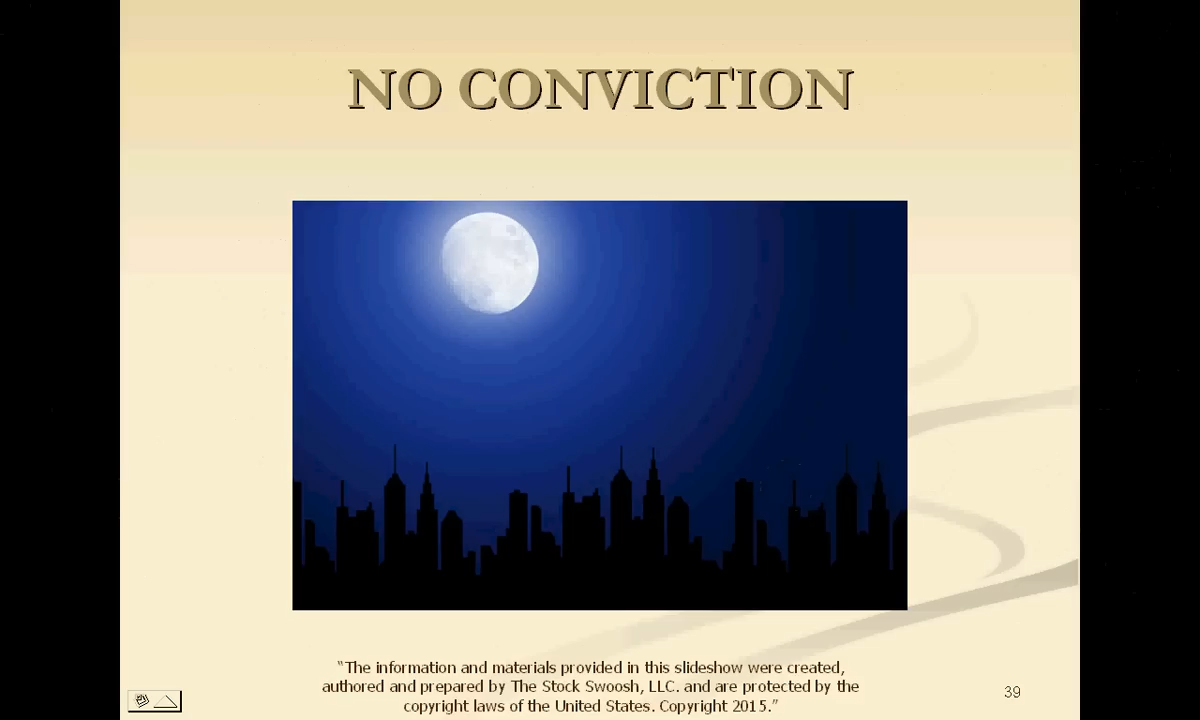 NO CONVICTION
“The information and materials provided in this slideshow were created,
authored and prepared by The Stock Swoosh, LLC. and are protected by the
copyright laws of the United States. Copyright 2015.”
39